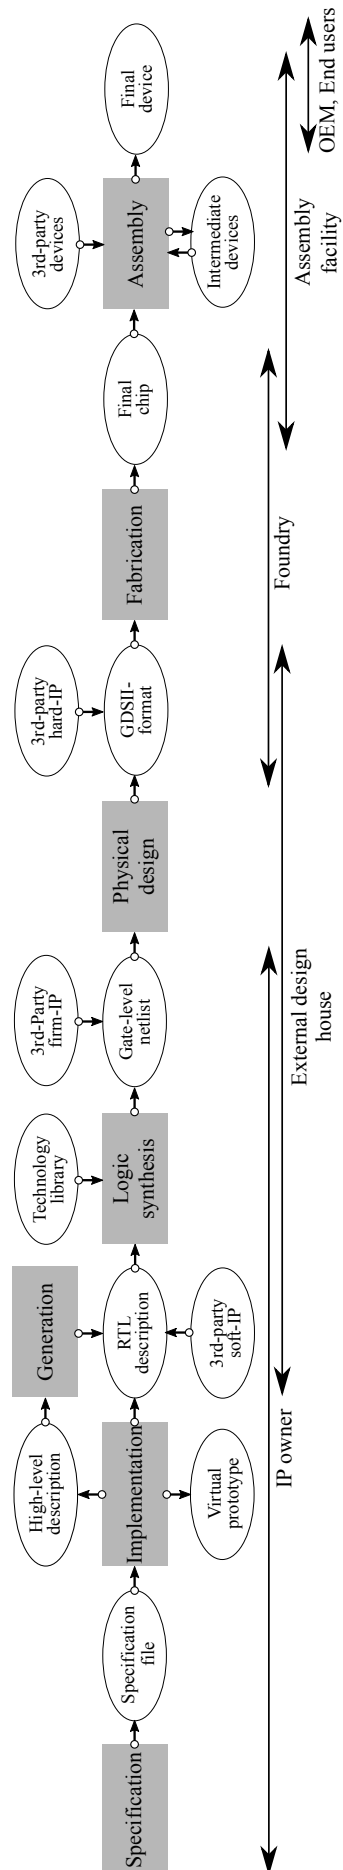 Specification
Specification
file
Implementation
High-level
description
Virtual
prototype
Generation
RTL
description
3rd-party
soft-IP
Logic
synthesis
Technology
library
Gate-level
netlist
3rd-Party
firm-IP
Physical
design
GDSII-
format
3rd-party
hard-IP
Fabrication
Final
chip
Assembly
3rd-party
devices
Intermediate
devices
Final
device
IP owner
External design
house
Foundry
Assembly
facility
OEM, End users